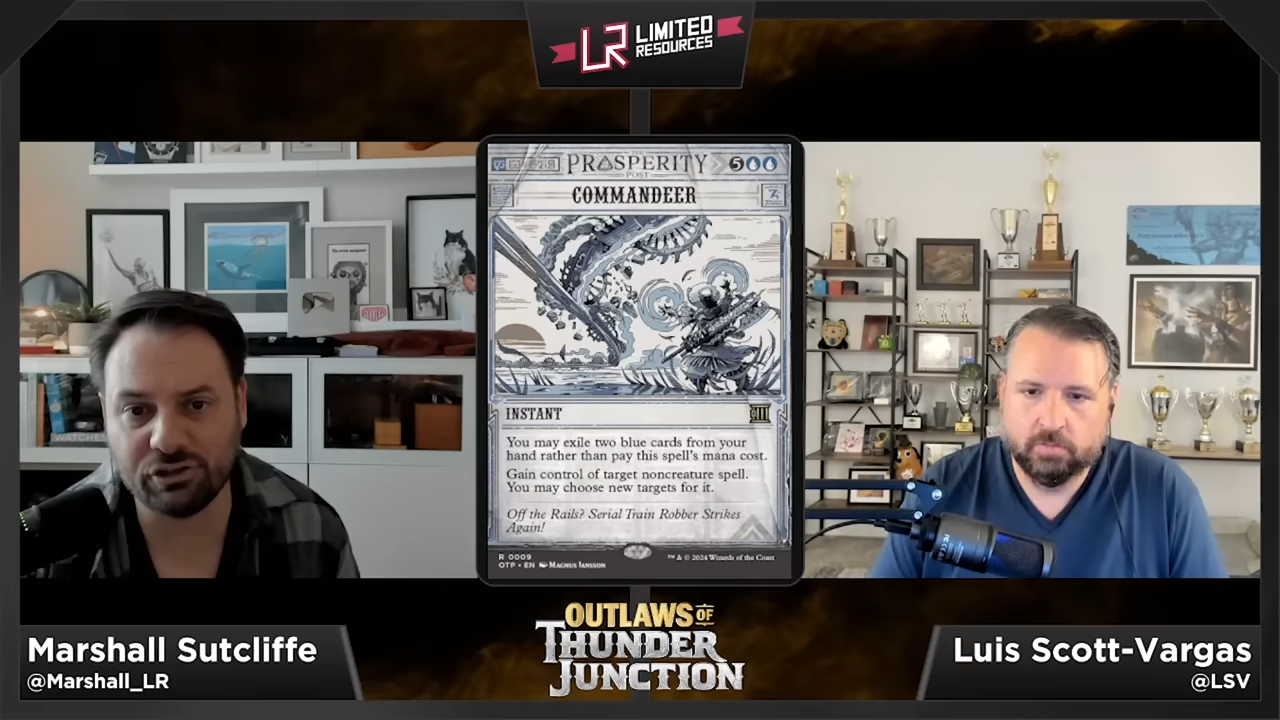 LR LIMITED
RESOURCES
THE
PROSPERITY
POST
5
COMMANDEER
INSTANT
You may exile two blue cards from your
hand rather than pay this spell's mana cost.
Gain control of target noncreature spell.
You may choose new targets for it.
Off the Rails? Serial Train Robber Strikes
Again!
R 0009
OTP • EN Magnus Jansson
™ & © 2024 Wizards of the Coast
WATCHES
OUTLAWS OF
THUNDER
JUNCTION
Marshall Sutcliffe
@Marshall_LR
Luis Scott-Vargas
@LSV